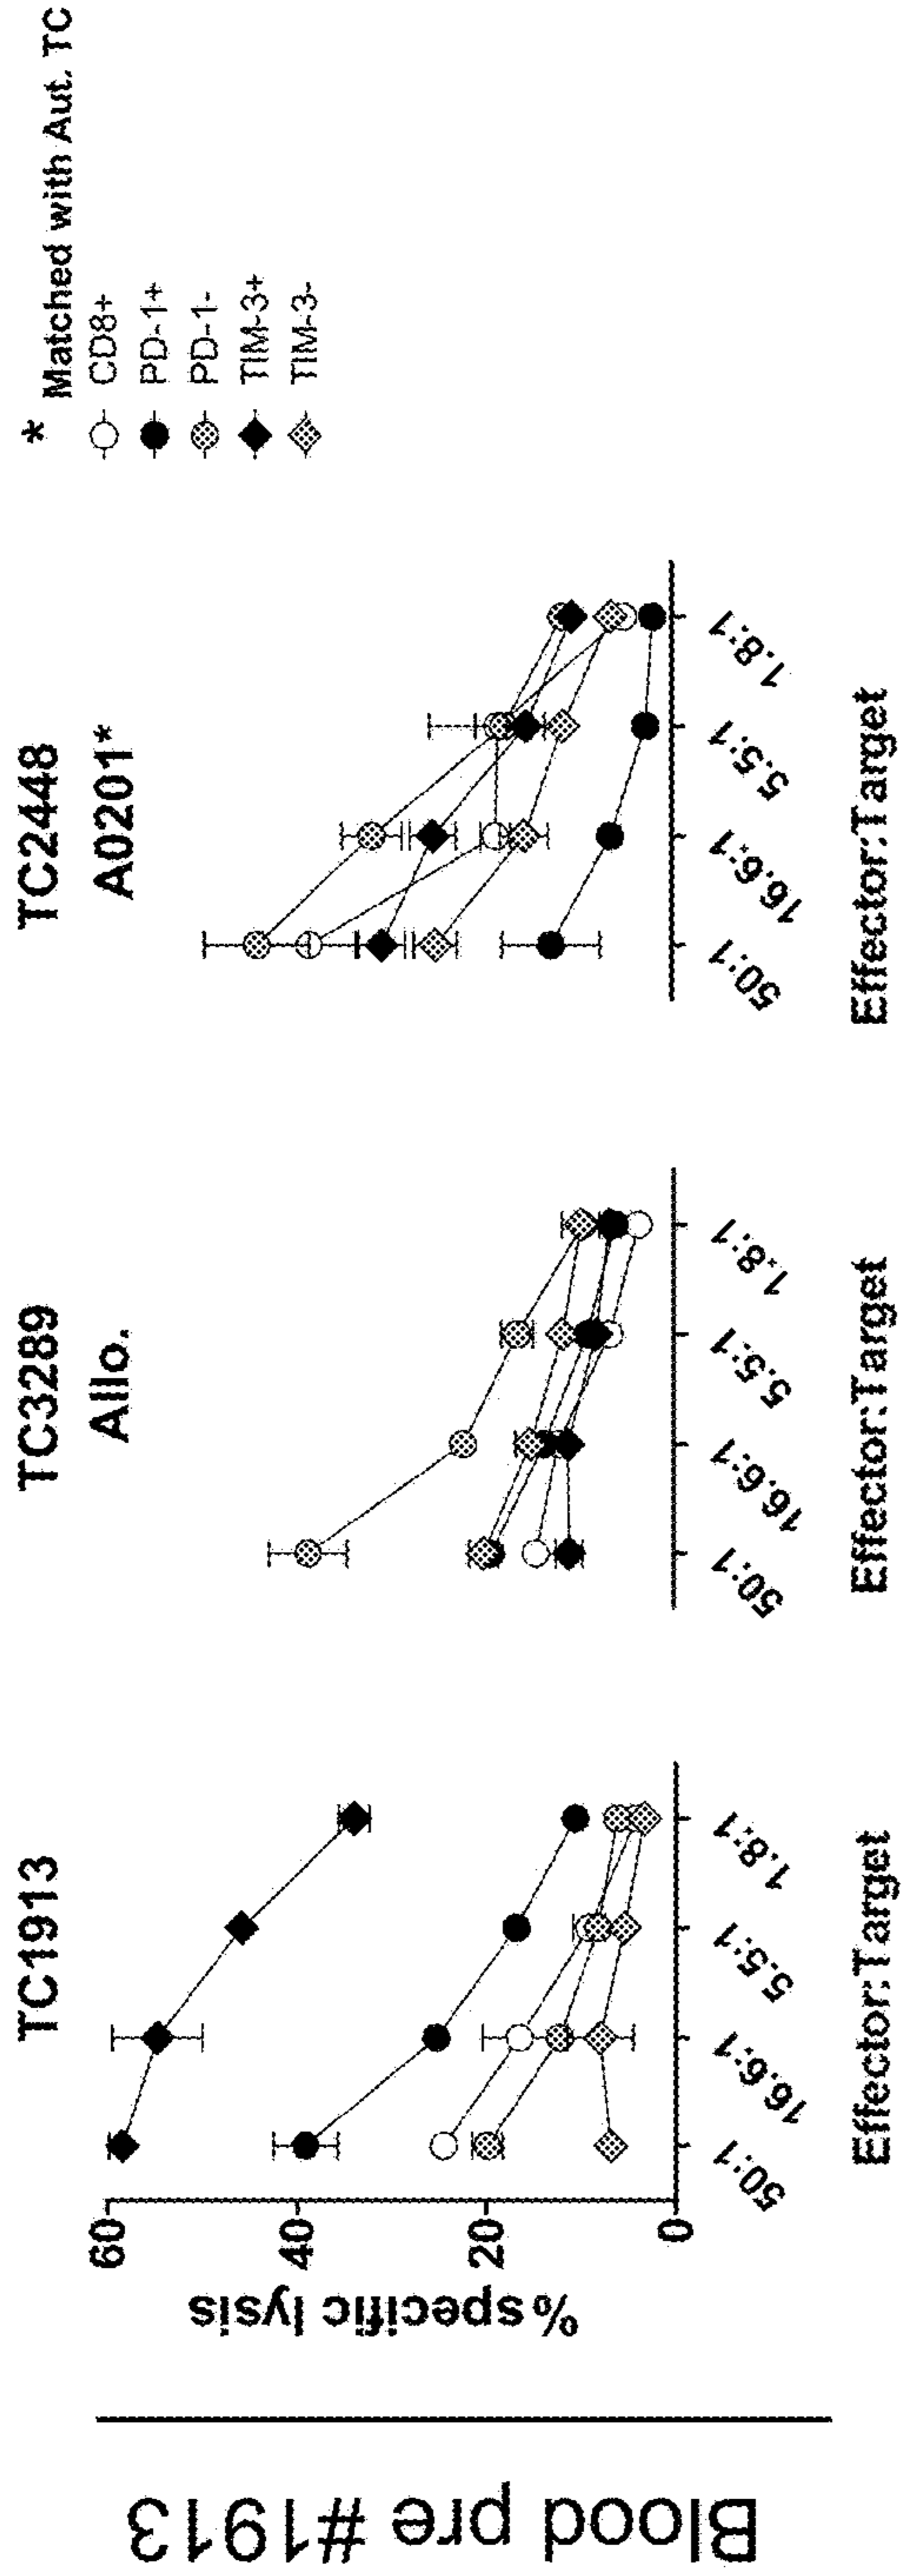 Blood pre #1913
TC1913
% specific lysis
60
40
20
0
50:1
16.6:1
5.5:1
1.8:1
Effector:Target
TC3289
Allo.
50:1
16.6:1
5.5:1
1.8:1
Effector:Target
TC2448
A0201*
50:1
16.6:1
5.5:1
1.8:1
Effector:Target
* Matched with Aut. TC
CD8+
PD-1+
PD-1-
TIM-3+
TIM-3-